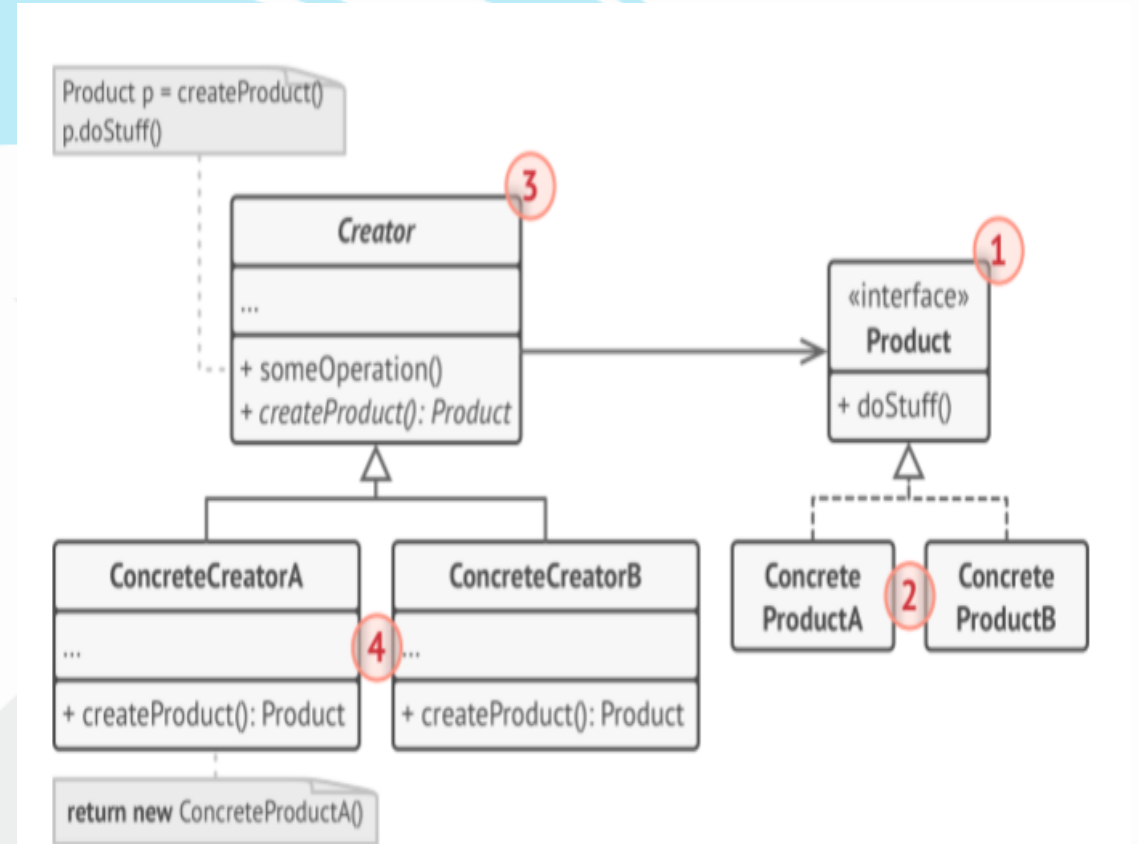 Product p = createProduct()
p.doStuff()
3
Creator
...
+ someOperation()
+ createProduct(): Product
1
«interface»
Product
+ doStuff()
ConcreteCreatorA
...
+ createProduct(): Product
4
ConcreteCreatorB
...
+ createProduct(): Product
Concrete
ProductA
2
Concrete
ProductB
return new ConcreteProductA()